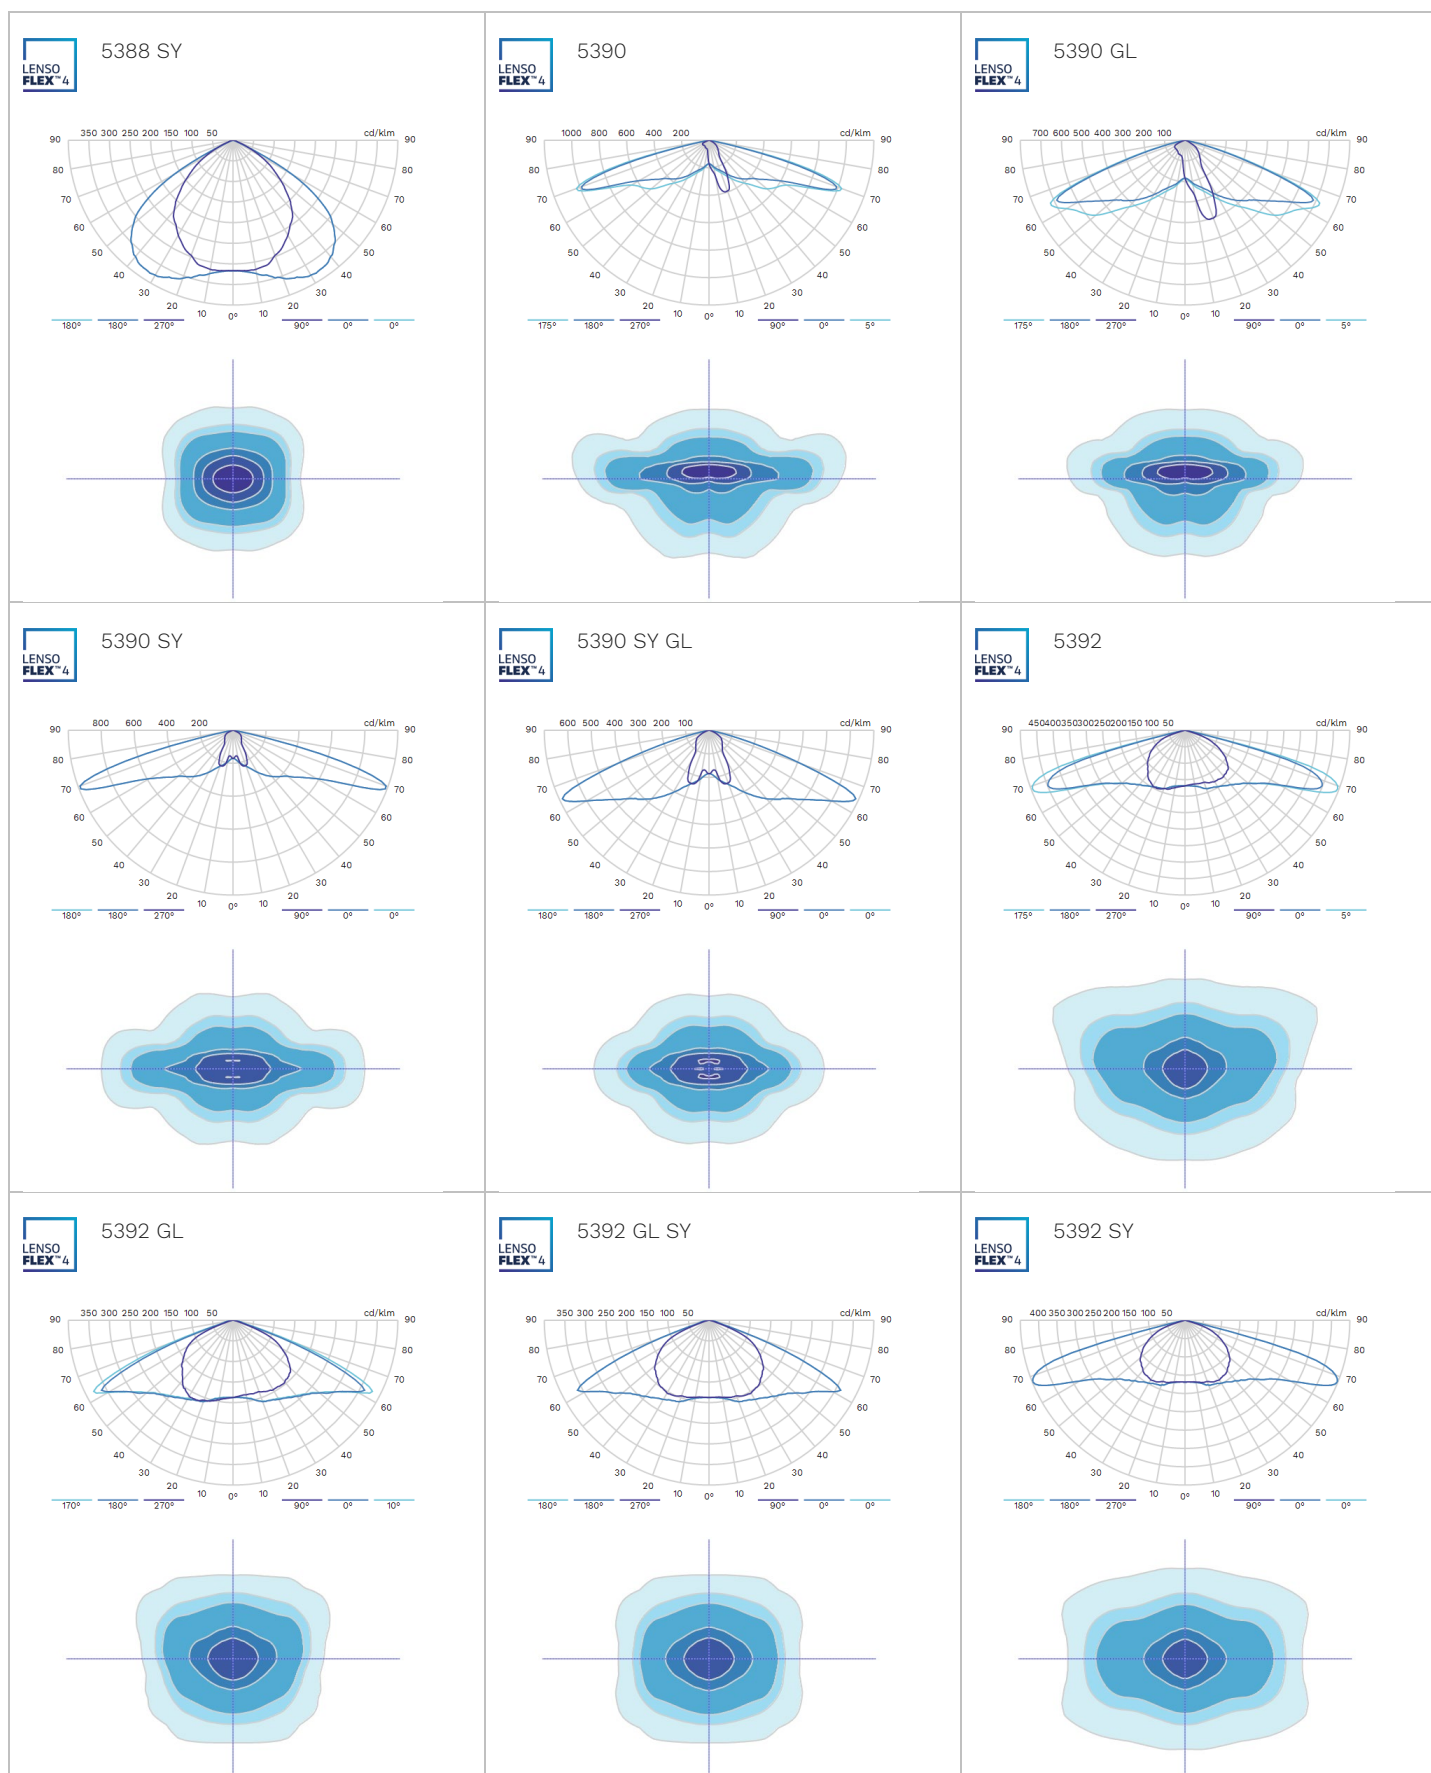 LENSO
FLEX™4
5388 SY
350 300 250 200 150 100 50
cd/klm
90 90
80 80
70 70
60 60
50 50
40 40
30 30
20 20
10 0° 10
180° 180° 270° 90° 0° 0°
LENSO
FLEX™4
5390
1000 800 600 400 200
cd/klm
90 90
80 80
70 70
60 60
50 50
40 40
30 30
20 20
10 0° 10
175° 180° 270° 90° 0° 5°
LENSO
FLEX™4
5390 GL
700 600 500 400 300 200 100
cd/klm
90 90
80 80
70 70
60 60
50 50
40 40
30 30
20 20
10 0° 10
175° 180° 270° 90° 0° 5°
LENSO
FLEX™4
5390 SY
800 600 400 200
cd/klm
90 90
80 80
70 70
60 60
50 50
40 40
30 30
20 20
10 0° 10
180° 180° 270° 90° 0° 0°
LENSO
FLEX™4
5390 SY GL
600 500 400 300 200 100
cd/klm
90 90
80 80
70 70
60 60
50 50
40 40
30 30
20 20
10 0° 10
180° 180° 270° 90° 0° 0°
LENSO
FLEX™4
5392
450400350300250200150 100 50
cd/klm
90 90
80 80
70 70
60 60
50 50
40 40
30 30
20 20
10 0° 10
175° 180° 270° 90° 0° 5°
LENSO
FLEX™4
5392 GL
350 300 250 200 150 100 50
cd/klm
90 90
80 80
70 70
60 60
50 50
40 40
30 30
20 20
10 0° 10
170° 180° 270° 90° 0° 10°
LENSO
FLEX™4
5392 GL SY
350 300 250 200 150 100 50
cd/klm
90 90
80 80
70 70
60 60
50 50
40 40
30 30
20 20
10 0° 10
180° 180° 270° 90° 0° 0°
LENSO
FLEX™4
5392 SY
400 350 300 250 200 150 100 50
cd/klm
90 90
80 80
70 70
60 60
50 50
40 40
30 30
20 20
10 0° 10
180° 180° 270° 90° 0° 0°